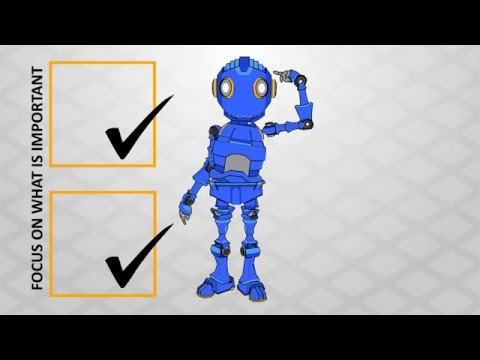 FOCUS ON WHAT IS IMPORTANT